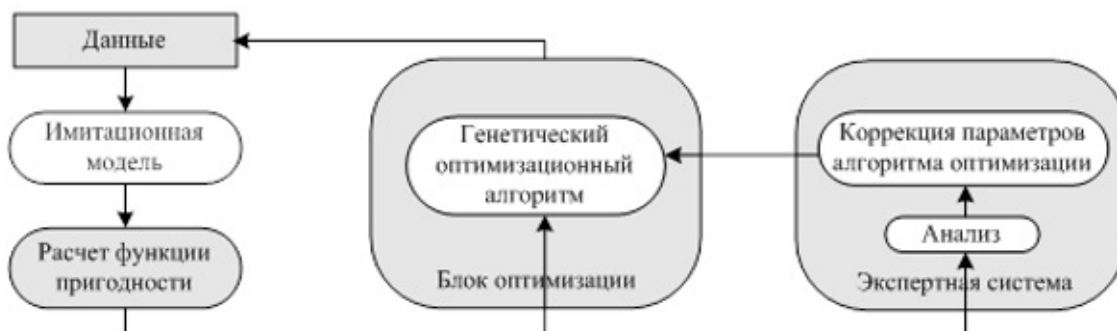 Данные
Имитационная
модель
Расчет функции
пригодности
Генетический
оптимизационный
алгоритм
Блок оптимизации
Коррекция параметров
алгоритма оптимизации
Анализ
Экспертная система